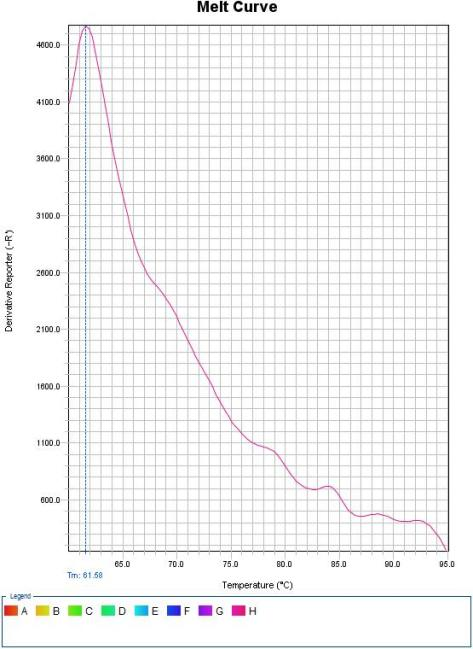 Melt Curve
Derivative Reporter (-R')
4600.0
4100.0
3600.0
3100.0
2600.0
2100.0
1600.0
1100.0
600.0
65.0 70.0 75.0 80.0 85.0 90.0 95.0
Tm: 61.58
Temperature (°C)
Legend
A B C D E F G H